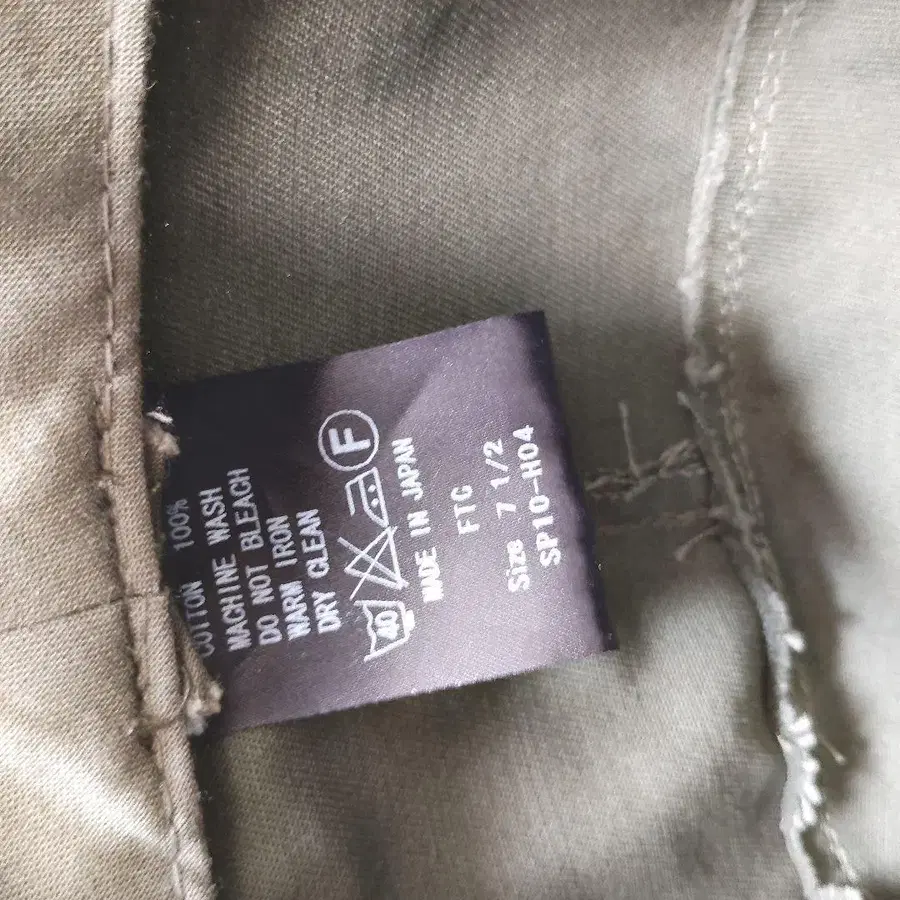 COTTON 100%
MACHINE WASH
DO NOT BLEACH
WARM IRON
DRY CLEAN
40 F
MADE IN JAPAN
FTC
Size 7 1/2
SP10-H04